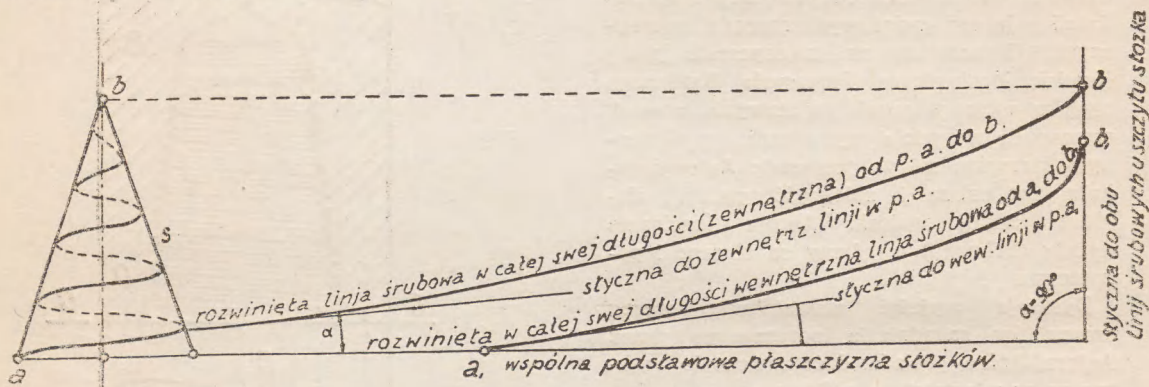 b
s
a
rozwinięta linja śrubowa w całej swej długości (zewnętrzna) od p. a. do b.
styczna do zewnętrz. linji w p. a.
α
rozwinięta w całej swej długości wewnętrzna linja śrubowa od a, do b,
styczna do wew. linji w p. a,
a, wspólna podstawowa płaszczyzna stożków.
b
b,
α=90°
styczna do obu
linij śrubowych u szczytu stożka